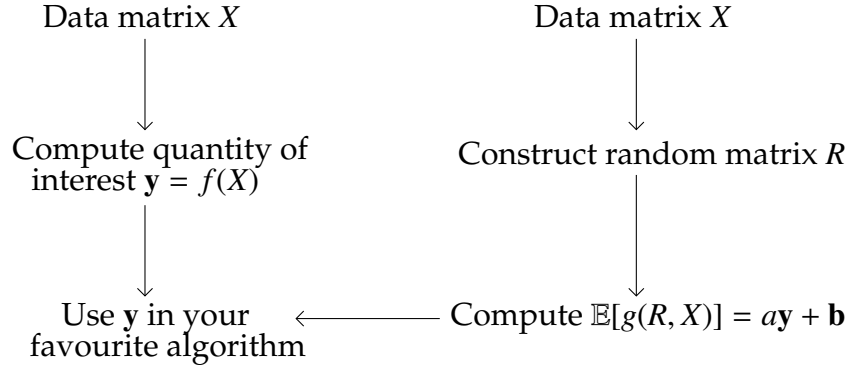 Data matrix X
Data matrix X
Compute quantity of
interest y = f(X)
Construct random matrix R
Use y in your
favourite algorithm
Compute 𝔼[g(R, X)] = ay + b